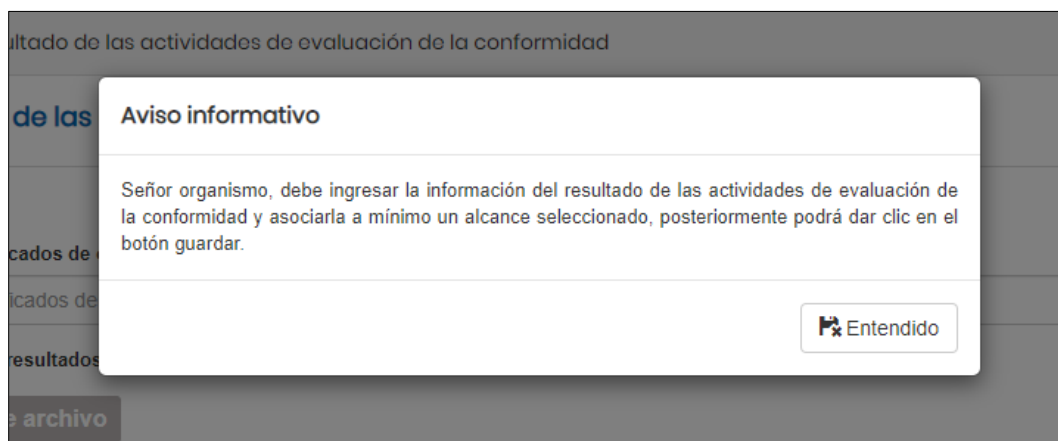 ultado de las actividades de evaluación de la conformidad
de las
Aviso informativo
Señor organismo, debe ingresar la información del resultado de las actividades de evaluación de
la conformidad y asociarla a mínimo un alcance seleccionado, posteriormente podrá dar clic en el
botón guardar.
cados de
icados de
Entendido
resultados
e archivo